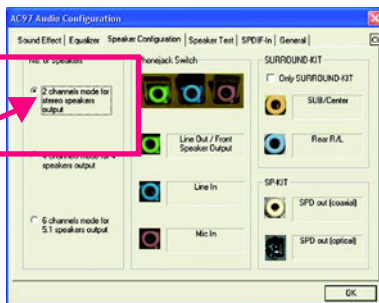 AC97 Audio Configuration
Sound Effect
Equalizer
Speaker Configuration
Speaker Test
SPDIF-In
General
No. of Speakers
2 channels mode for
stereo speakers
output
4 channels mode for 4
speakers output
6 channels mode for
5.1 speakers output
Phonejack Switch
Line Out / Front
Speaker Output
Line In
Mic In
SURROUND-KIT
Only SURROUND-KIT
SUB/Center
Rear R/L
SP-KIT
SPD out (coaxial)
SPD out (optical)
OK